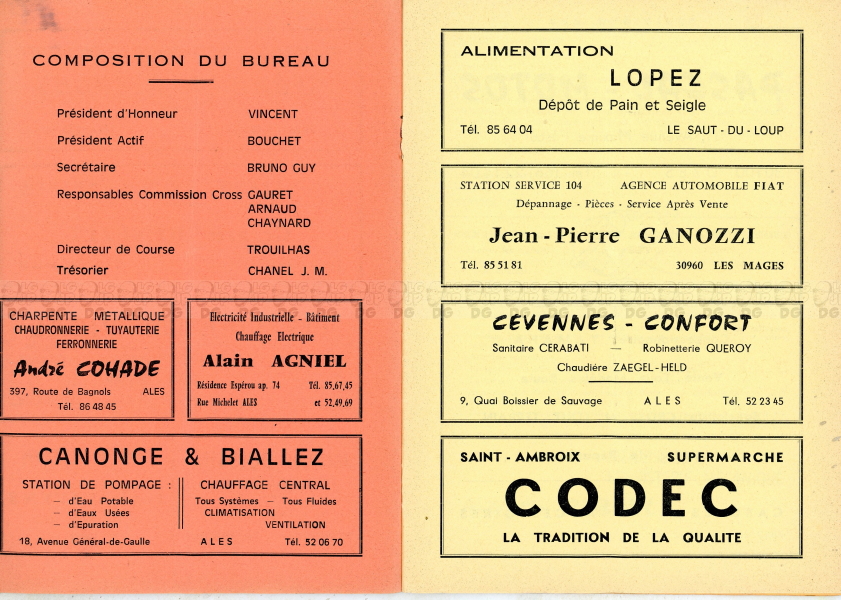 COMPOSITION DU BUREAU
Président d'Honneur VINCENT
Président Actif BOUCHET
Secrétaire BRUNO GUY
Responsables Commission Cross GAURET
ARNAUD
CHAYNARD
Directeur de Course TROUILHAS
Trésorier CHANEL J. M.
CHARPENTE METALLIQUE
CHAUDRONNERIE - TUYAUTERIE
FERRONNERIE
André COHADE
397, Route de Bagnols ALES
Tél. 86 48 45
Electricité Industrielle - Bâtiment
Chauffage Electrique
Alain AGNIEL
Résidence Espérou ap. 74 Tél. 85,67,45
Rue Michelet ALES et 52,49,69
CANONGE & BIALLEZ
STATION DE POMPAGE :
— d'Eau Potable
— d'Eaux Usées
— d'Epuration
CHAUFFAGE CENTRAL
Tous Systèmes — Tous Fluides
CLIMATISATION
VENTILATION
18, Avenue Général-de-Gaulle ALES Tél. 52 06 70
ALIMENTATION
LOPEZ
Dépôt de Pain et Seigle
Tél. 85 64 04 LE SAUT - DU - LOUP
STATION SERVICE 104 AGENCE AUTOMOBILE FIAT
Dépannage - Pièces - Service Après Vente
Jean - Pierre GANOZZI
Tél. 85 51 81 30960 LES MAGES
CEVENNES - CONFORT
Sanitaire CERABATI — Robinetterie QUEROY
Chaudiére ZAEGEL-HELD
9, Quai Boissier de Sauvage ALES Tél. 52 23 45
SAINT - AMBROIX SUPERMARCHE
CODEC
LA TRADITION DE LA QUALITE